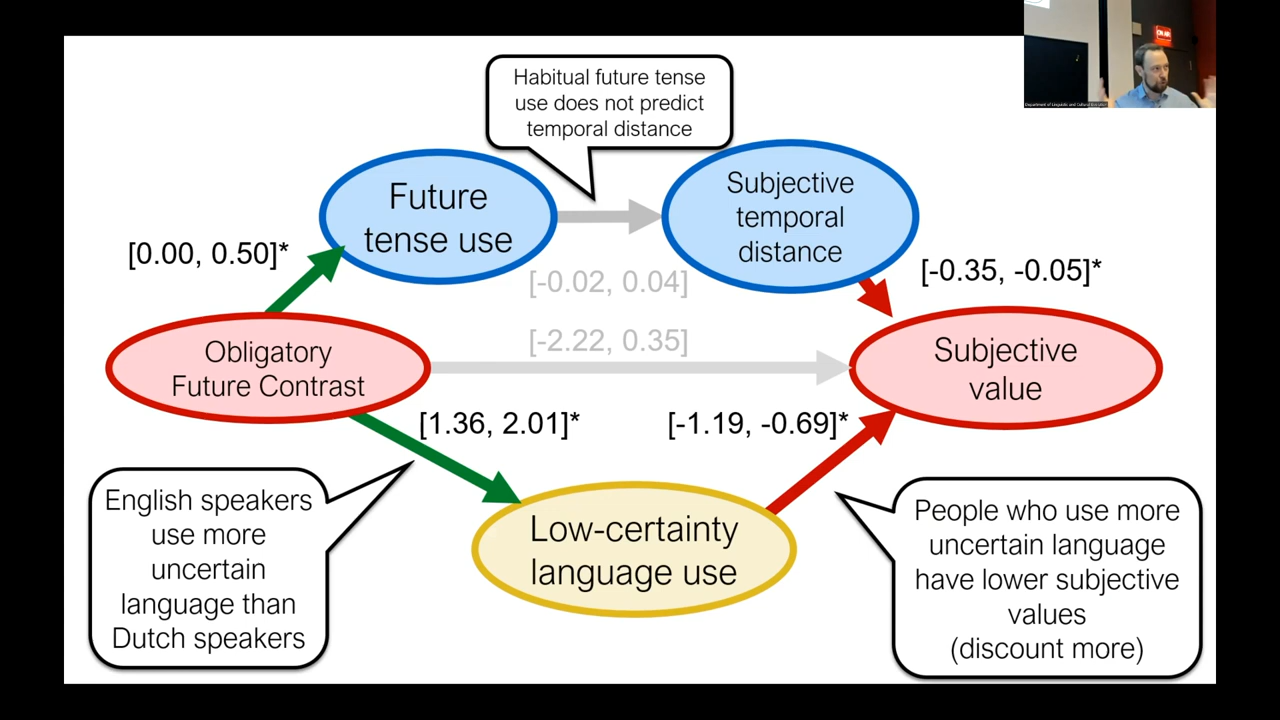 ON AIR
Habitual future tense
use does not predict
temporal distance
Future
tense use
Subjective
temporal
distance
[0.00, 0.50]*
[-0.02, 0.04]
[-0.35, -0.05]*
[-2.22, 0.35]
Obligatory
Future Contrast
Subjective
value
[1.36, 2.01]*
[-1.19, -0.69]*
English speakers
use more
uncertain
language than
Dutch speakers
Low-certainty
language use
People who use more
uncertain language
have lower subjective
values
(discount more)